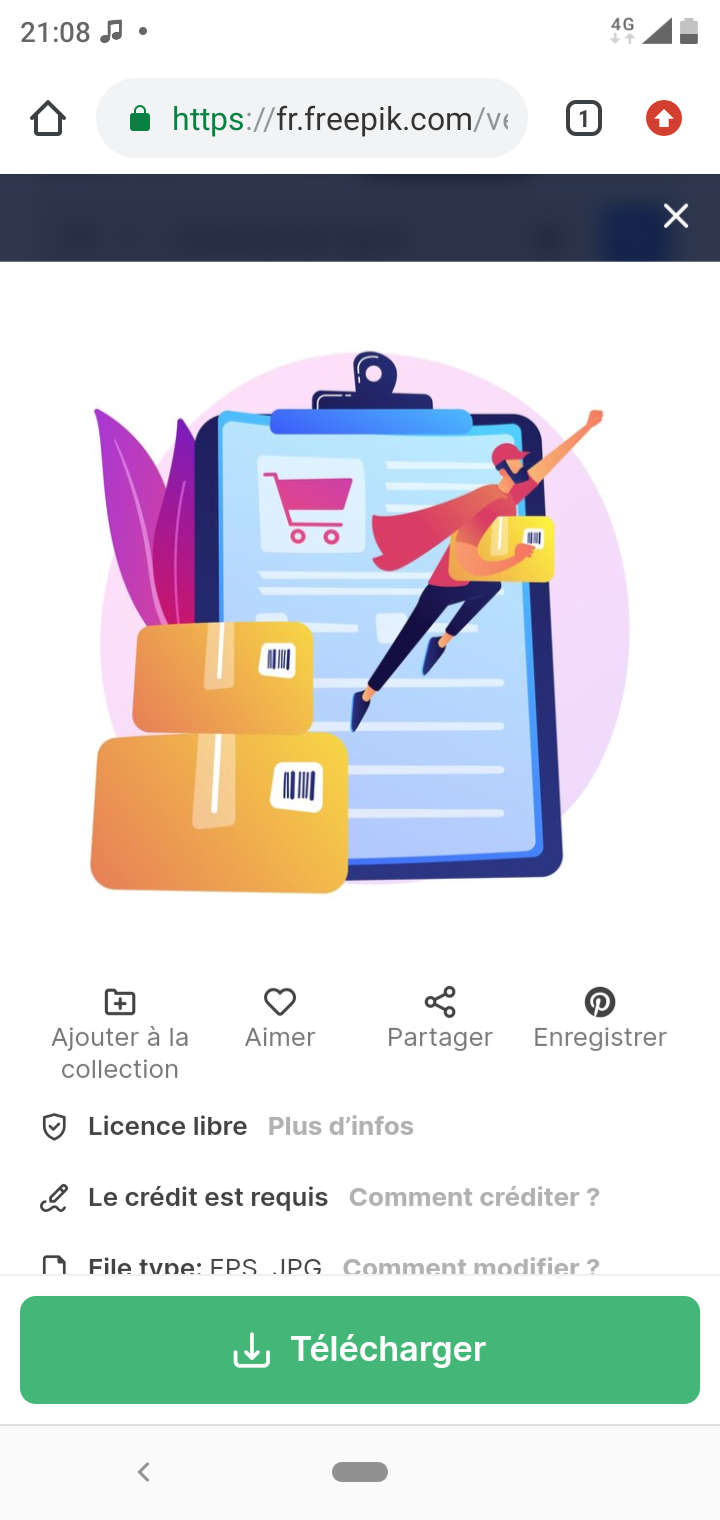 21:08
4G
https://fr.freepik.com/ve
1
Ajouter à la
collection
Aimer
Partager
Enregistrer
Licence libre Plus d’infos
Le crédit est requis Comment créditer ?
File type: EPS, JPG Comment modifier ?
Télécharger